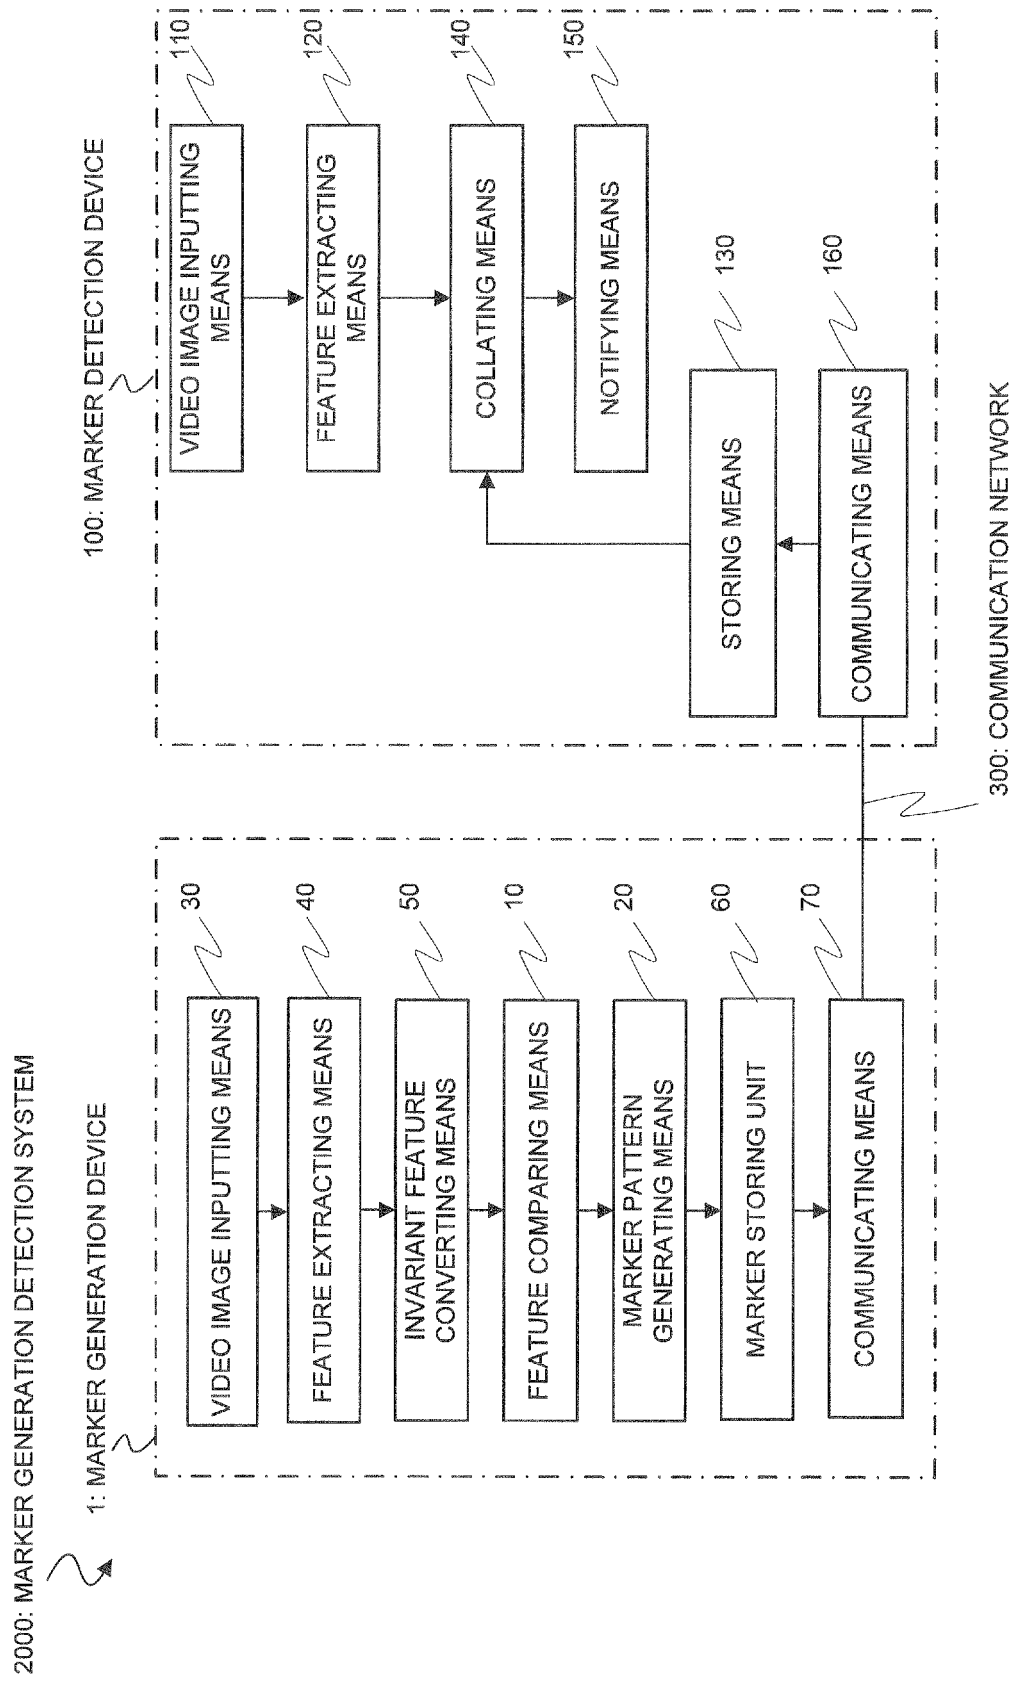 2000: MARKER GENERATION DETECTION SYSTEM
1: MARKER GENERATION DEVICE
30
VIDEO IMAGE INPUTTING MEANS
40
FEATURE EXTRACTING MEANS
50
INVARIANT FEATURE
CONVERTING MEANS
10
FEATURE COMPARING MEANS
20
MARKER PATTERN
GENERATING MEANS
60
MARKER STORING UNIT
70
COMMUNICATING MEANS
100: MARKER DETECTION DEVICE
110
VIDEO IMAGE INPUTTING
MEANS
120
FEATURE EXTRACTING
MEANS
140
COLLATING MEANS
150
NOTIFYING MEANS
130
STORING MEANS
160
COMMUNICATING MEANS
300: COMMUNICATION NETWORK